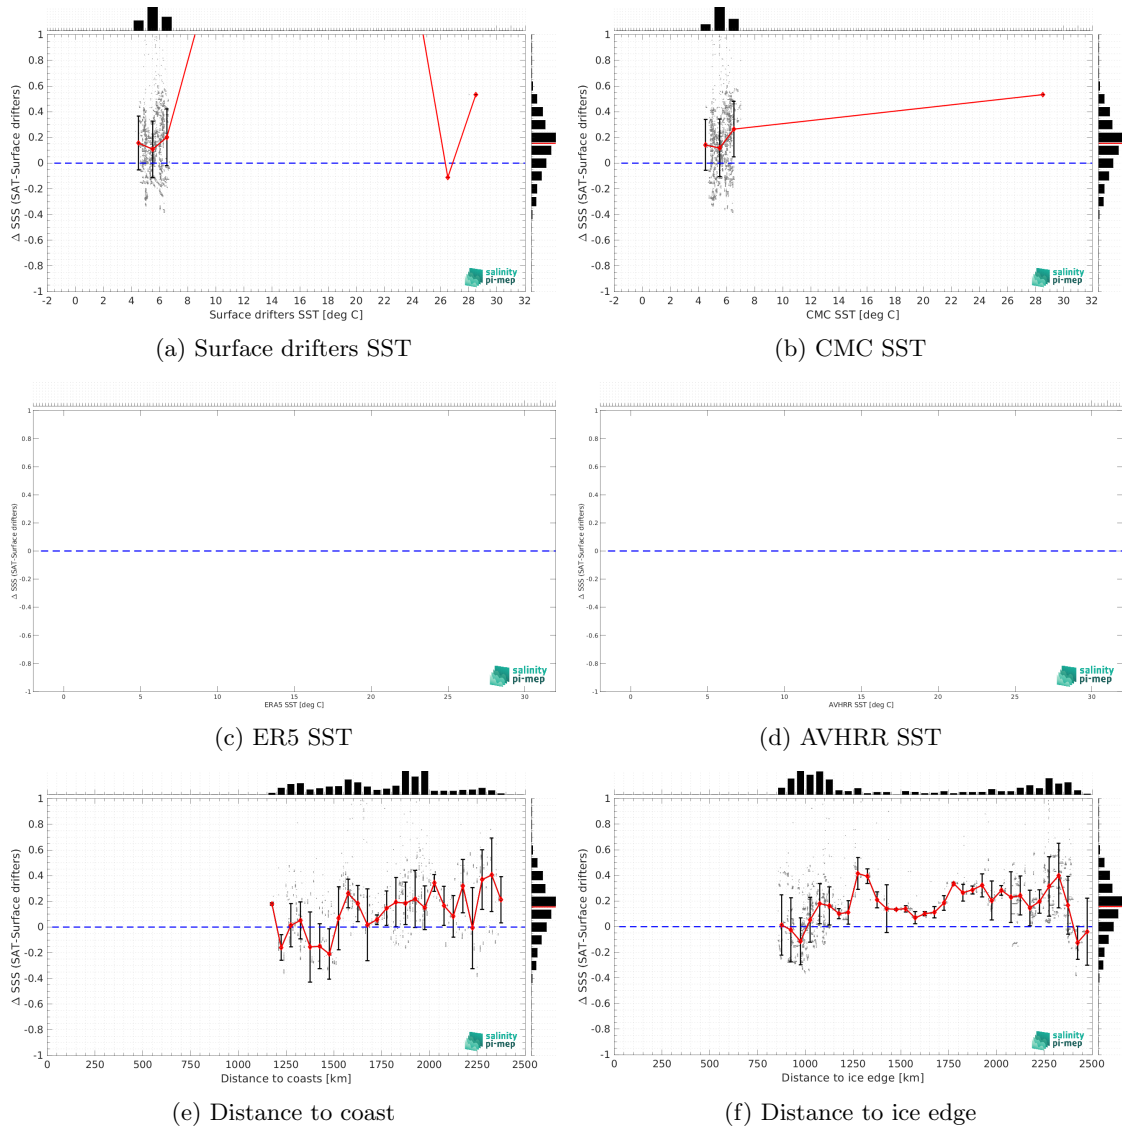 1
0.8
0.6
0.4
0.2
0
-0.2
-0.4
-0.6
-0.8
-1
Δ SSS (SAT-Surface drifters)
-2 0 2 4 6 8 10 12 14 16 18 20 22 24 26 28 30 32
Surface drifters SST [deg C]
salinity
pi-mep
(a) Surface drifters SST
1
0.8
0.6
0.4
0.2
0
-0.2
-0.4
-0.6
-0.8
-1
Δ SSS (SAT-Surface drifters)
-2 0 2 4 6 8 10 12 14 16 18 20 22 24 26 28 30 32
CMC SST [deg C]
salinity
pi-mep
(b) CMC SST
1
0.8
0.6
0.4
0.2
0
-0.2
-0.4
-0.6
-0.8
-1
Δ SSS (SAT-Surface drifters)
0 5 10 15 20 25 30
ERA5 SST [deg C]
salinity
pi-mep
(c) ER5 SST
1
0.8
0.6
0.4
0.2
0
-0.2
-0.4
-0.6
-0.8
-1
Δ SSS (SAT-Surface drifters)
0 5 10 15 20 25 30
AVHRR SST [deg C]
salinity
pi-mep
(d) AVHRR SST
1
0.8
0.6
0.4
0.2
0
-0.2
-0.4
-0.6
-0.8
-1
Δ SSS (SAT-Surface drifters)
0 250 500 750 1000 1250 1500 1750 2000 2250 2500
Distance to coasts [km]
salinity
pi-mep
(e) Distance to coast
1
0.8
0.6
0.4
0.2
0
-0.2
-0.4
-0.6
-0.8
-1
Δ SSS (SAT-Surface drifters)
0 250 500 750 1000 1250 1500 1750 2000 2250 2500
Distance to ice edge [km]
salinity
pi-mep
(f) Distance to ice edge